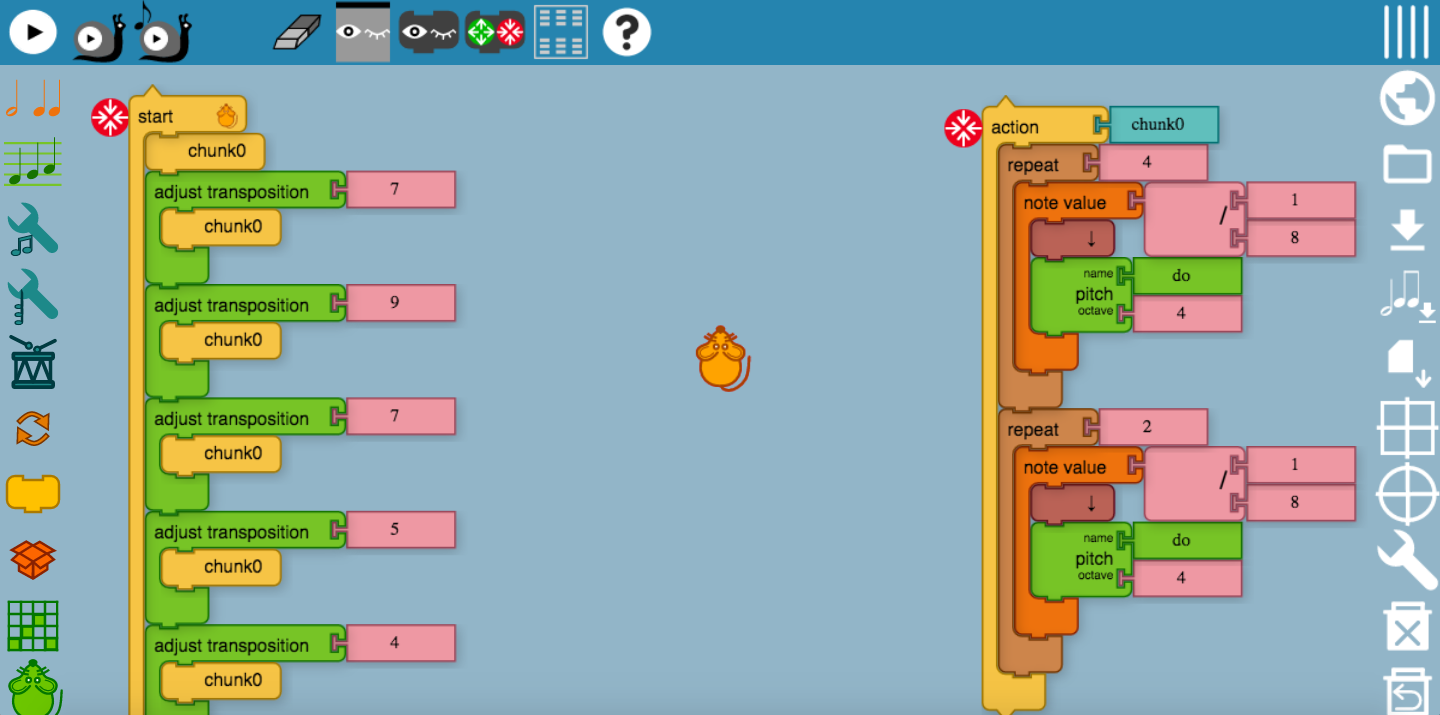 ?
start
chunk0
adjust transposition 7
chunk0
adjust transposition 9
chunk0
adjust transposition 7
chunk0
adjust transposition 5
chunk0
adjust transposition 4
chunk0
action chunk0
repeat 4
note value / 1
8
↓
name do
pitch
octave 4
repeat 2
note value / 1
8
↓
name do
pitch
octave 4